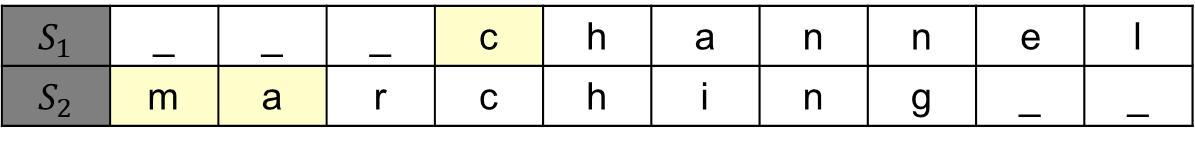 S₁ _ _ _ c h a n n e l
S₂ m a r c h i n g _ _